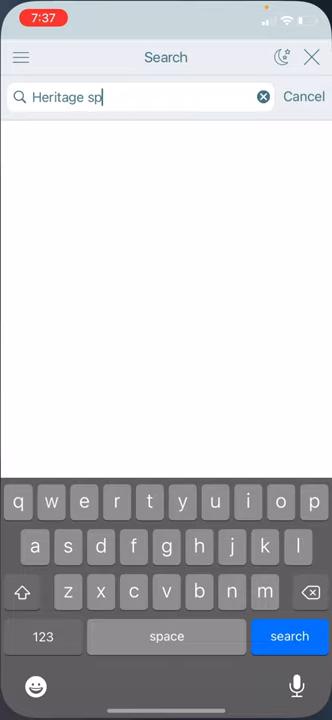 7:37
Search
Heritage sp
Cancel
q w e r t y u i o p
a s d f g h j k l
z x c v b n m
123 space search